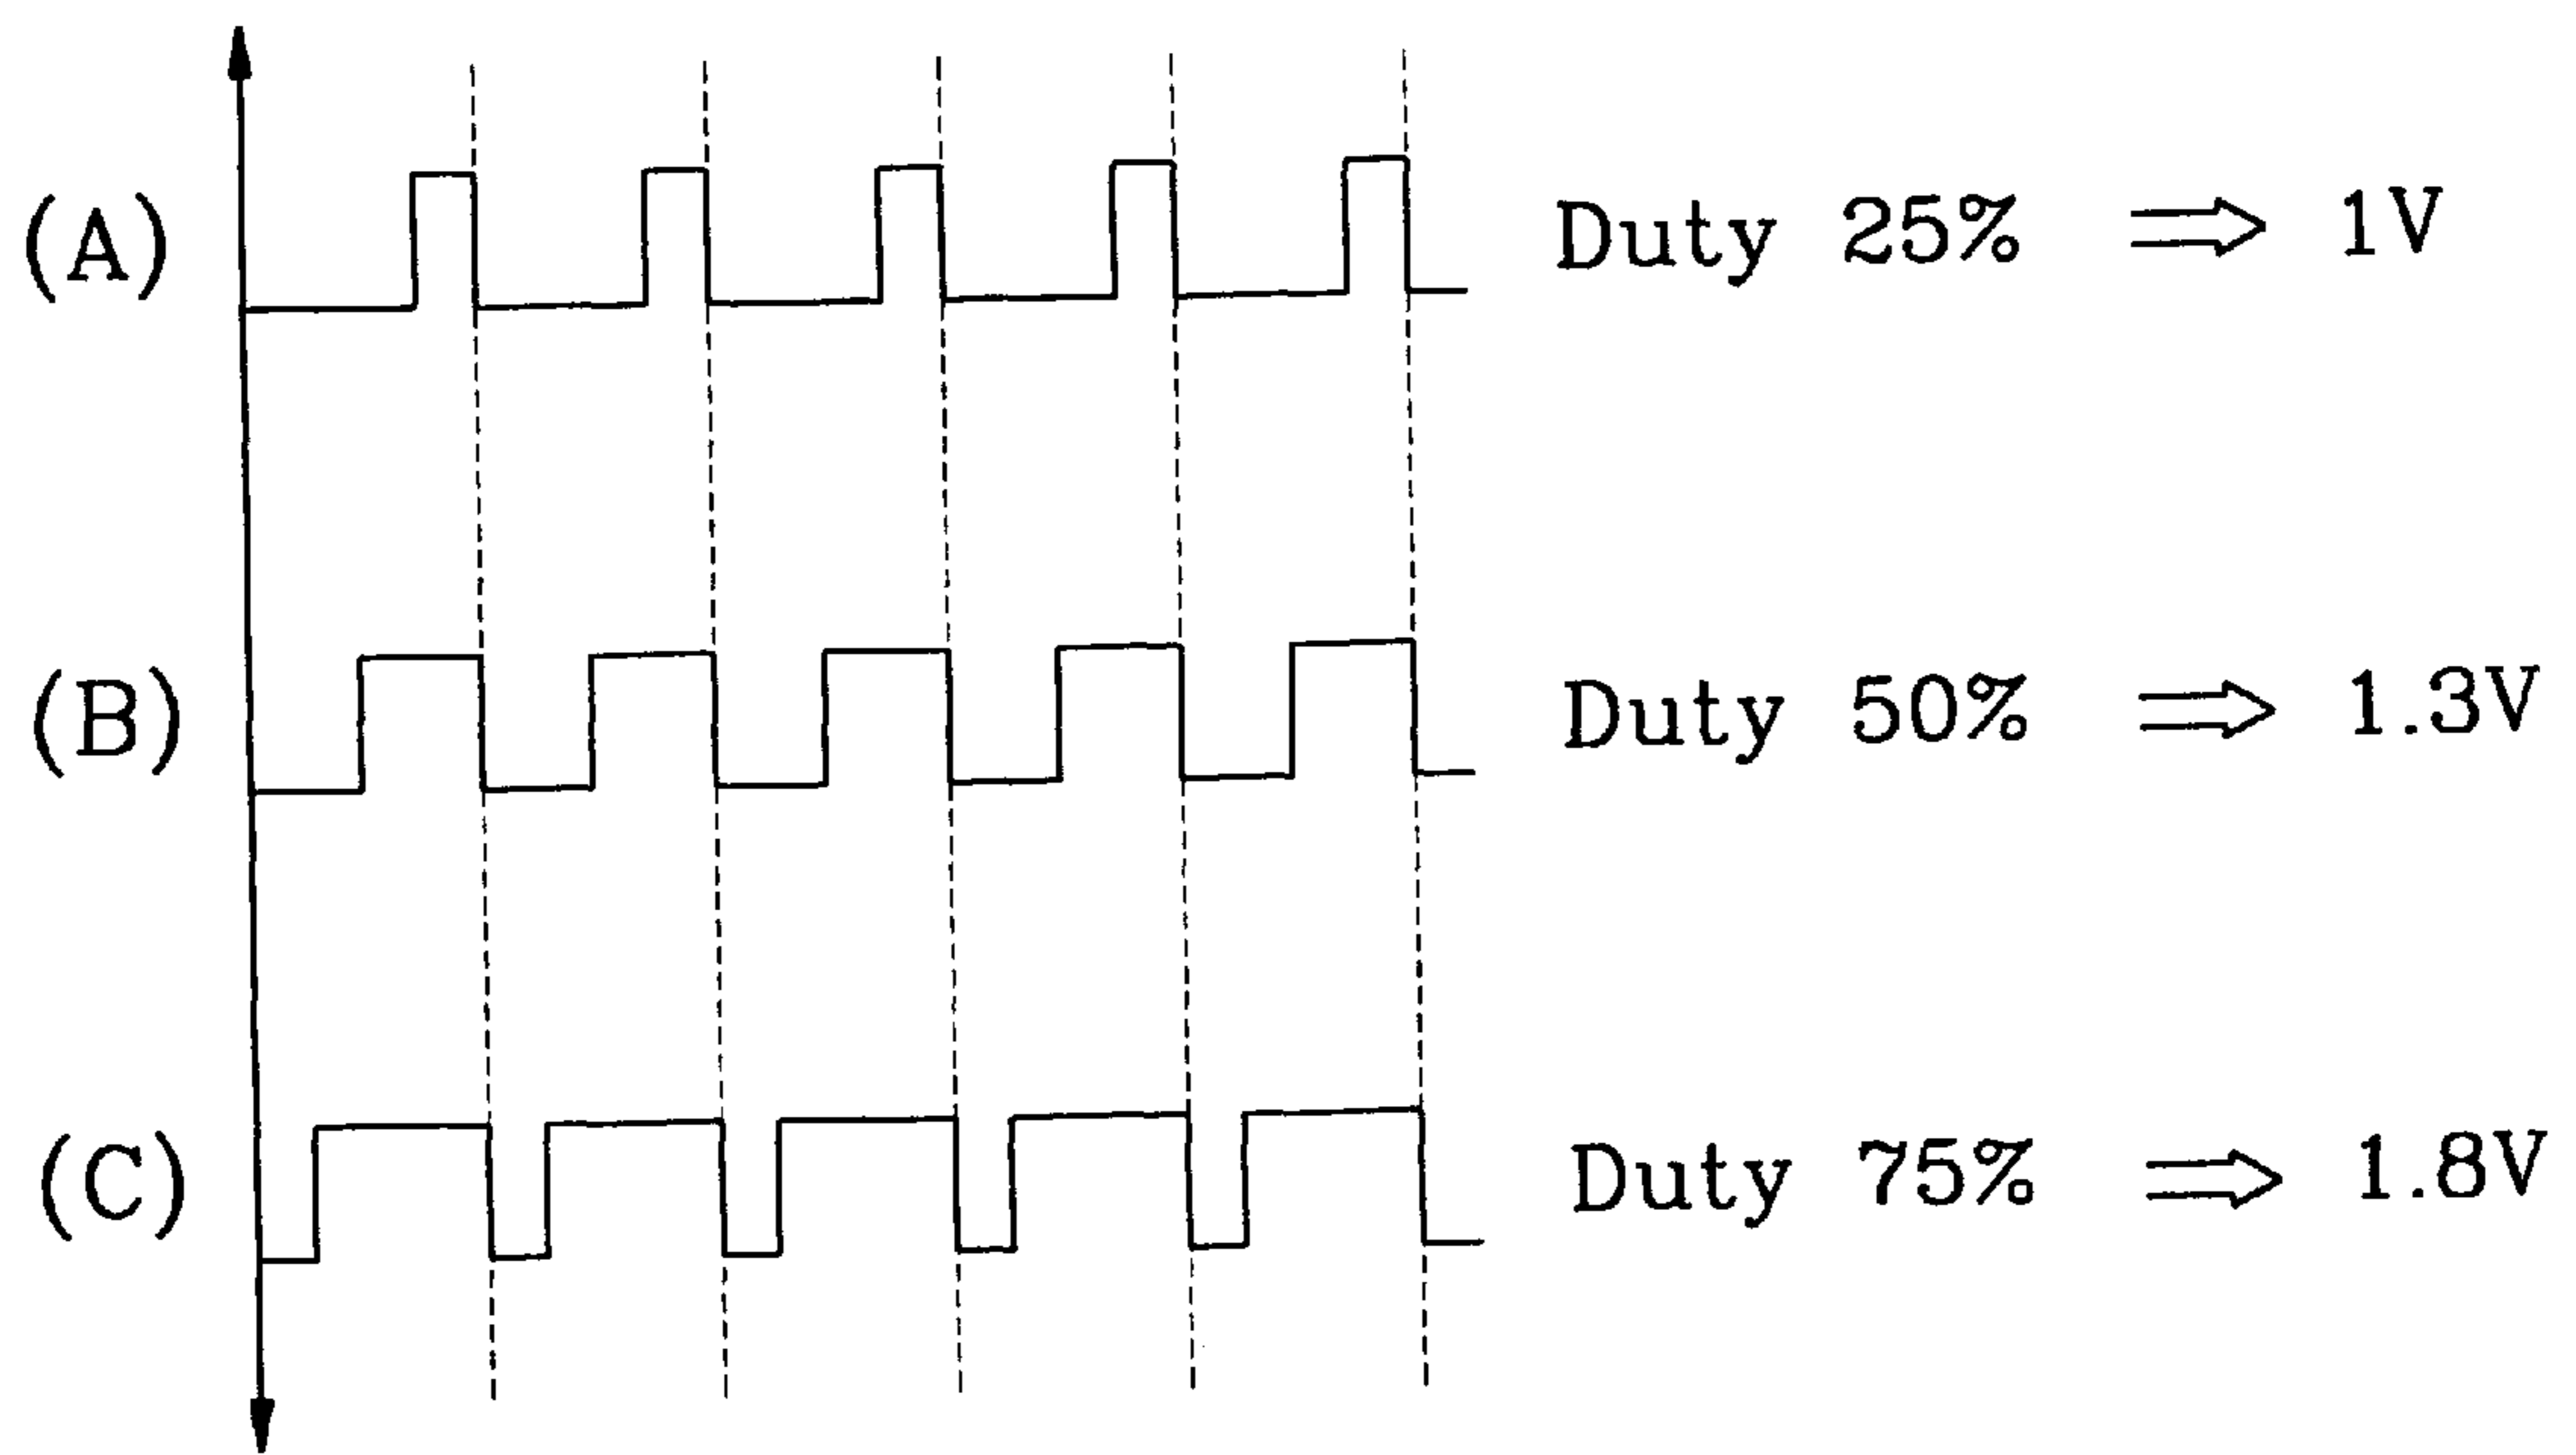 (A) Duty 25% ⇒ 1V
(B) Duty 50% ⇒ 1.3V
(C) Duty 75% ⇒ 1.8V